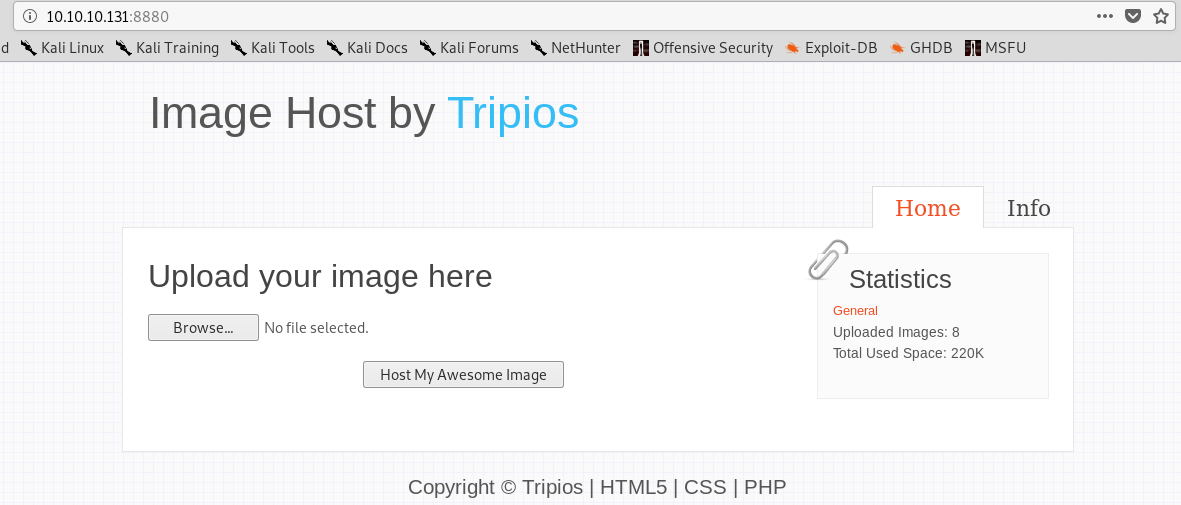 10.10.10.131:8880
d Kali Linux Kali Training Kali Tools Kali Docs Kali Forums NetHunter Offensive Security Exploit-DB GHDB MSFU
Image Host by Tripios
Home Info
Upload your image here
Browse... No file selected.
Host My Awesome Image
Statistics
General
Uploaded Images: 8
Total Used Space: 220K
Copyright © Tripios | HTML5 | CSS | PHP